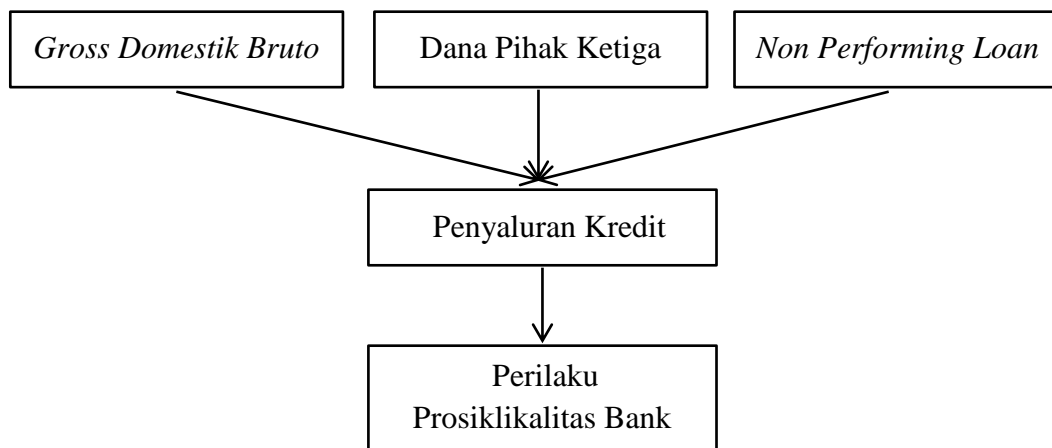 Gross Domestik Bruto
Dana Pihak Ketiga
Non Performing Loan
Penyaluran Kredit
Perilaku
Prosiklikalitas Bank